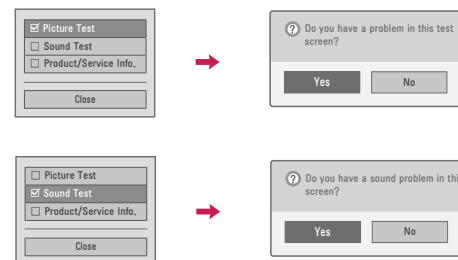 Picture Test
Sound Test
Product/Service Info.
Close
Do you have a problem in this test
screen?
Yes
No
Picture Test
Sound Test
Product/Service Info.
Close
Do you have a sound problem in
screen?
Yes
No